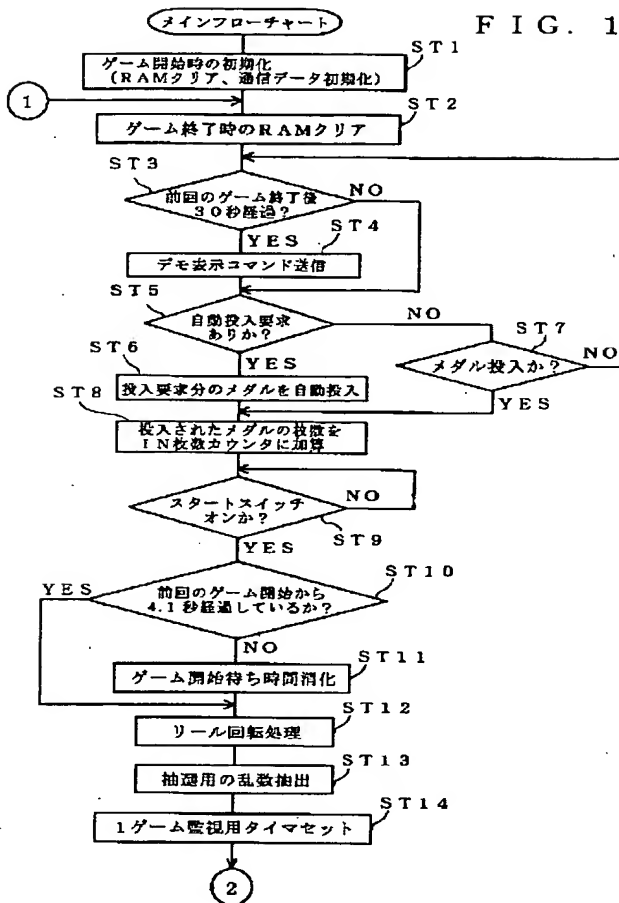 メインフローチャート
FIG. 1
ゲーム開始時の初期化
(RAMクリア、通信データ初期化)
ST1
1
ゲーム終了時のRAMクリア
ST2
ST3
前回のゲーム終了後
30秒経過?
NO
YES
ST4
デモ表示コマンド送信
ST5
自動投入要求
ありか?
NO
YES
ST7
メダル投入か?
NO
YES
ST6
投入要求分のメダルを自動投入
ST8
投入されたメダルの枚数を
IN枚数カウンタに加算
スタートスイッチ
オンか?
NO
ST9
YES
ST10
前回のゲーム開始から
4.1秒経過しているか?
YES
NO
ST11
ゲーム開始待ち時間消化
ST12
リール回転処理
ST13
抽選用の乱数抽出
ST14
1ゲーム監視用タイマセット
2